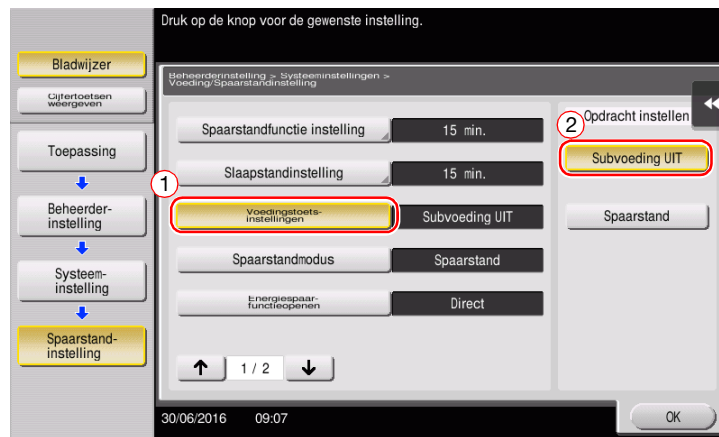 Druk op de knop voor de gewenste instelling.
Bladwijzer
Cijfertoetsen
weergeven
Toepassing
Beheerder-
instelling
Systeem-
instelling
Spaarstand-
instelling
Beheerderinstelling > Systeeminstellingen >
Voeding/Spaarstandinstelling
Spaarstandfunctie instelling
15 min.
Slaapstandinstelling
15 min.
1
Voedingstoets-
instellingen
Subvoeding UIT
Spaarstandmodus
Spaarstand
Energiespaar-
functieopenen
Direct
1 / 2
2
Opdracht instellen
Subvoeding UIT
Spaarstand
30/06/2016 09:07
OK